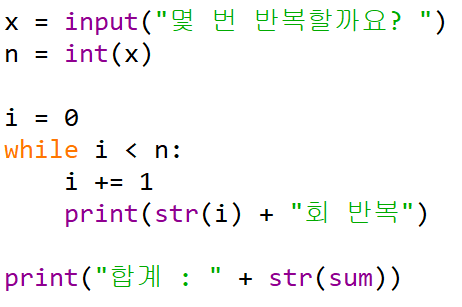 x = input("몇 번 반복할까요? ")
n = int(x)

i = 0
while i < n:
    i += 1
    print(str(i) + "회 반복")

print("합계 : " + str(sum))